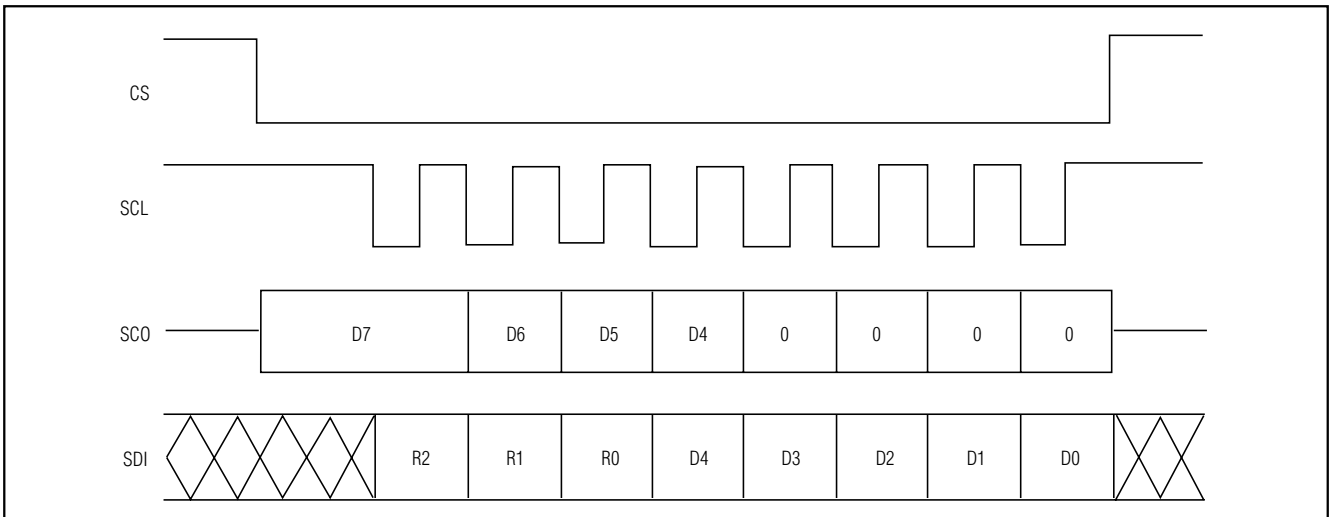 CS
SCL
SCO D7 D6 D5 D4 0 0 0 0
SDI R2 R1 R0 D4 D3 D2 D1 D0